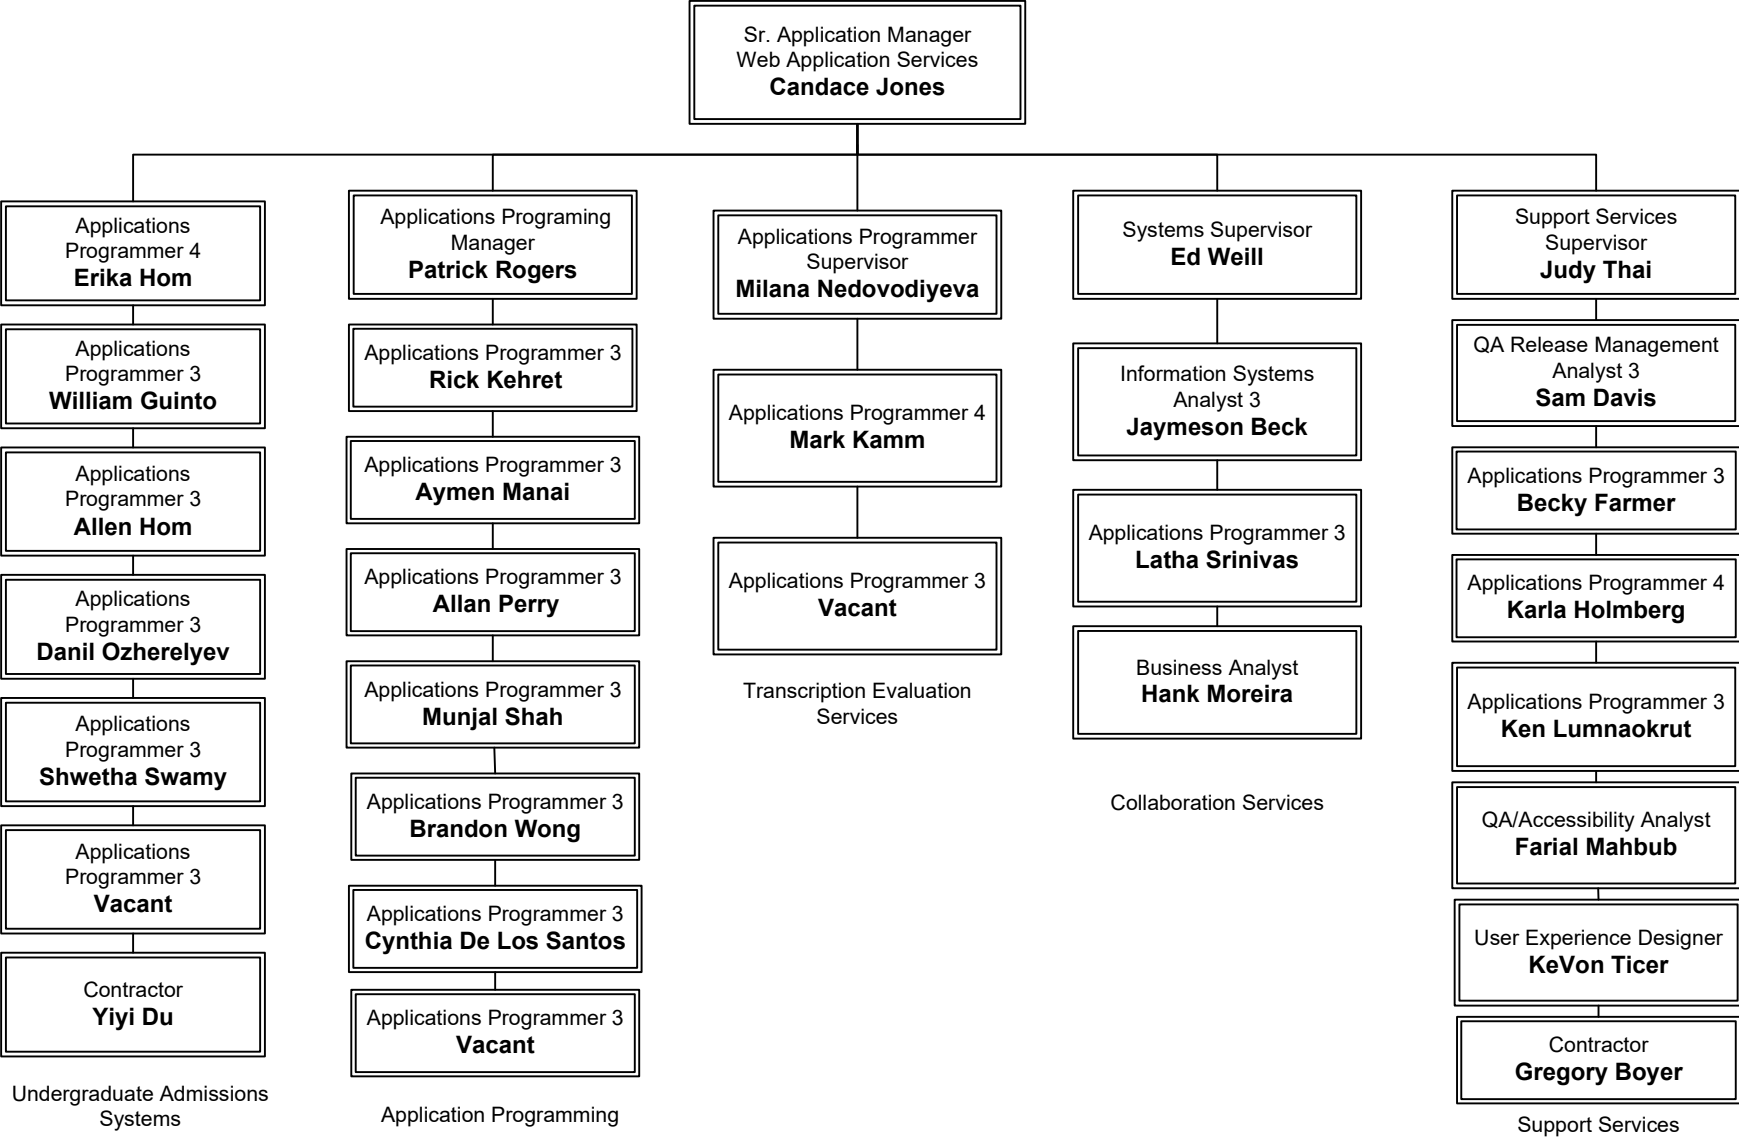 Sr. Application Manager
Web Application Services
Candace Jones
Applications
Programmer 4
Erika Hom
Applications
Programmer 3
William Guinto
Applications
Programmer 3
Allen Hom
Applications
Programmer 3
Danil Ozherelyev
Applications
Programmer 3
Shwetha Swamy
Applications
Programmer 3
Vacant
Contractor
Yiyi Du
Undergraduate Admissions
Systems
Applications Programing
Manager
Patrick Rogers
Applications Programmer 3
Rick Kehret
Applications Programmer 3
Aymen Manai
Applications Programmer 3
Allan Perry
Applications Programmer 3
Munjal Shah
Applications Programmer 3
Brandon Wong
Applications Programmer 3
Cynthia De Los Santos
Applications Programmer 3
Vacant
Application Programming
Applications Programmer
Supervisor
Milana Nedovodiyeva
Applications Programmer 4
Mark Kamm
Applications Programmer 3
Vacant
Transcription Evaluation
Services
Systems Supervisor
Ed Weill
Information Systems
Analyst 3
Jaymeson Beck
Applications Programmer 3
Latha Srinivas
Business Analyst
Hank Moreira
Collaboration Services
Support Services
Supervisor
Judy Thai
QA Release Management
Analyst 3
Sam Davis
Applications Programmer 3
Becky Farmer
Applications Programmer 4
Karla Holmberg
Applications Programmer 3
Ken Lumnaokrut
QA/Accessibility Analyst
Farial Mahbub
User Experience Designer
KeVon Ticer
Contractor
Gregory Boyer
Support Services